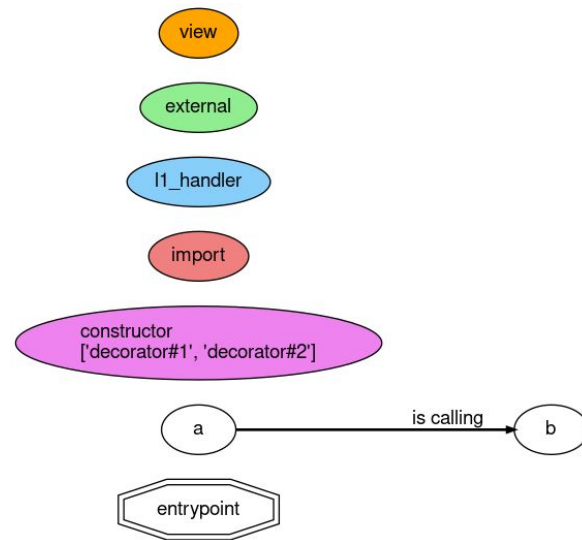 view
external
l1_handler
import
constructor
['decorator#1', 'decorator#2']
a
is calling
b
entrypoint